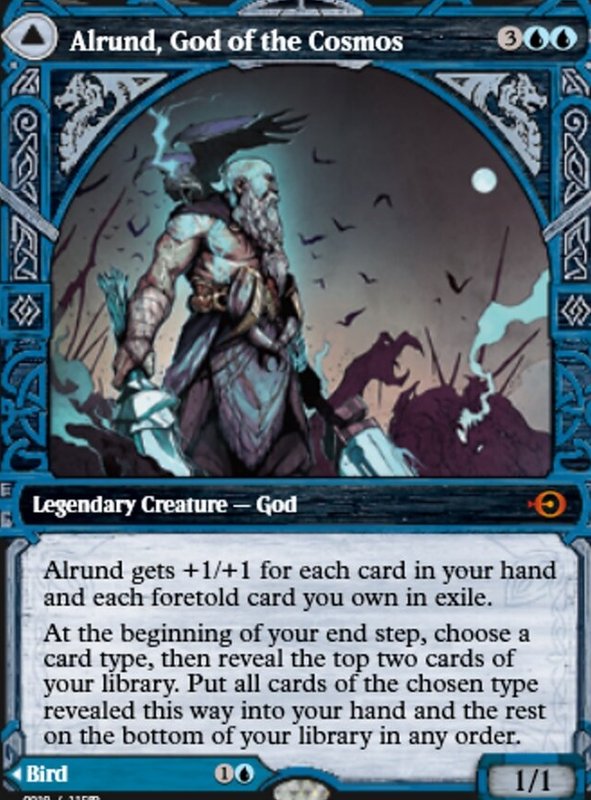 Alrund, God of the Cosmos 3
Legendary Creature — God
Alrund gets +1/+1 for each card in your hand
and each foretold card you own in exile.
At the beginning of your end step, choose a
card type, then reveal the top two cards of
your library. Put all cards of the chosen type
revealed this way into your hand and the rest
on the bottom of your library in any order.
Bird 1
1/1